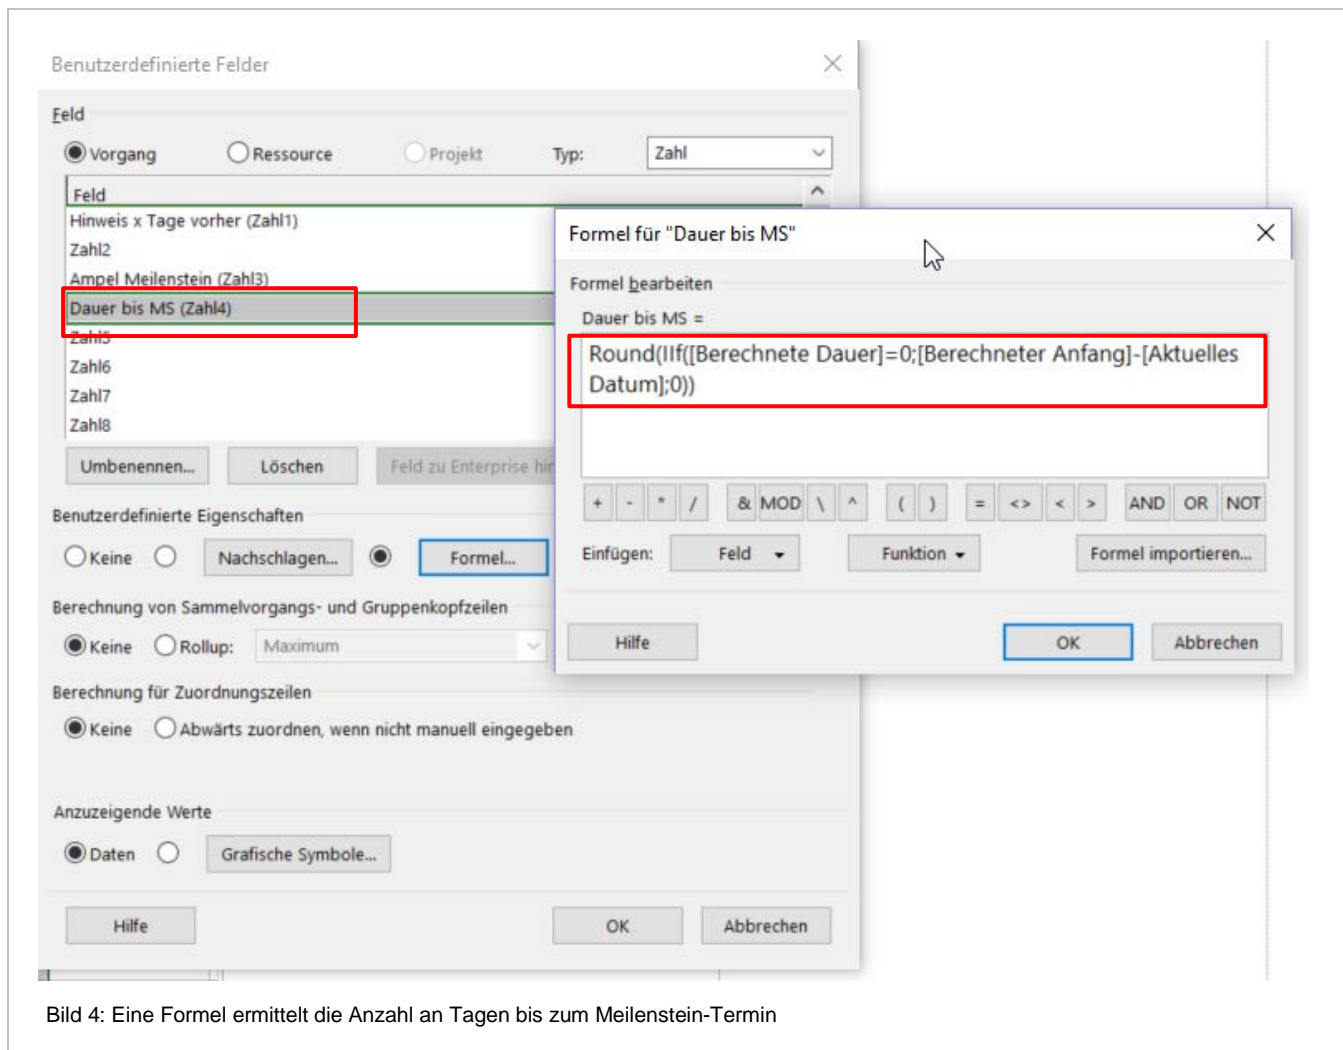 Benutzerdefinierte Felder
Feld
Vorgang Ressource Projekt Typ: Zahl
Feld
Hinweis x Tage vorher (Zahl1)
Zahl2
Ampel Meilenstein (Zahl3)
Dauer bis MS (Zahl4)
Zahl5
Zahl6
Zahl7
Zahl8
Umbenennen... Löschen Feld zu Enterprise
Benutzerdefinierte Eigenschaften
Keine Nachschlagen... Formel...
Berechnung von Sammelvorgangs- und Gruppenkopfzeilen
Keine Rollup: Maximum
Berechnung für Zuordnungszeilen
Keine Abwärts zuordnen, wenn nicht manuell eingegeben
Anzuzeigende Werte
Daten Grafische Symbole...
Hilfe OK Abbrechen
Formel für "Dauer bis MS"
Formel bearbeiten
Dauer bis MS =
Round(IIf([Berechnete Dauer]=0;[Berechneter Anfang]-[Aktuelles
Datum];0))
+ - * / & MOD \ ^ ( ) = <> < > AND OR NOT
Einfügen: Feld Funktion Formel importieren...
Hilfe OK Abbrechen
Bild 4: Eine Formel ermittelt die Anzahl an Tagen bis zum Meilenstein-Termin